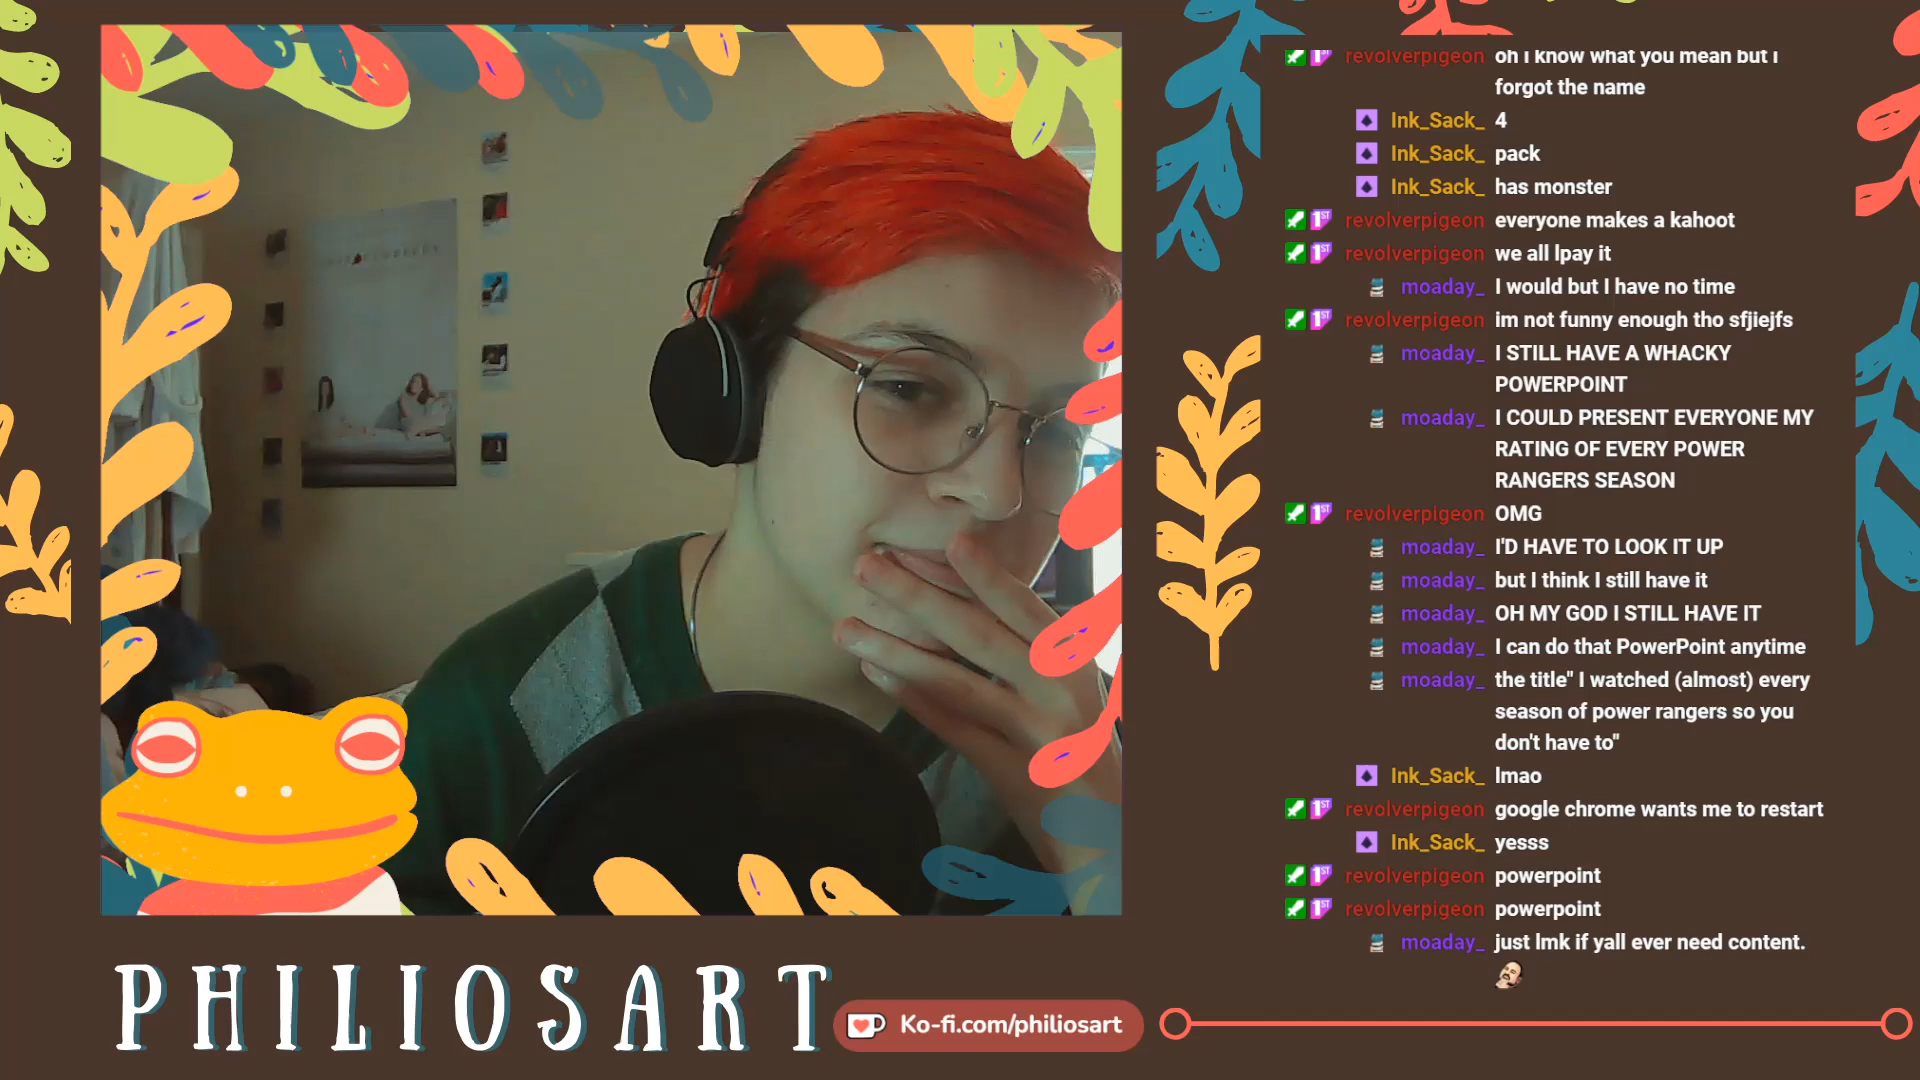 revolverpigeon oh I know what you mean but I
forgot the name
Ink_Sack_ 4
Ink_Sack_ pack
Ink_Sack_ has monster
revolverpigeon everyone makes a kahoot
revolverpigeon we all lpay it
moaday_ I would but I have no time
revolverpigeon im not funny enough tho sfjiejfs
moaday_ I STILL HAVE A WHACKY
POWERPOINT
moaday_ I COULD PRESENT EVERYONE MY
RATING OF EVERY POWER
RANGERS SEASON
revolverpigeon OMG
moaday_ I'D HAVE TO LOOK IT UP
moaday_ but I think I still have it
moaday_ OH MY GOD I STILL HAVE IT
moaday_ I can do that PowerPoint anytime
moaday_ the title" I watched (almost) every
season of power rangers so you
don't have to"
Ink_Sack_ lmao
revolverpigeon google chrome wants me to restart
Ink_Sack_ yesss
revolverpigeon powerpoint
revolverpigeon powerpoint
moaday_ just lmk if yall ever need content.
PHILIOSART
Ko-fi.com/philiosart